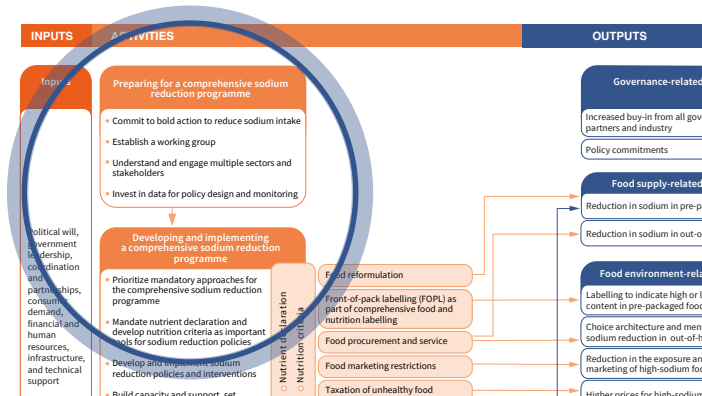 INPUTS
ACTIVITIES
OUTPUTS
Inputs
Political will,
government
leadership,
coordination
and
partnerships,
consumer
demand,
financial and
human
resources,
infrastructure,
and technical
support
Preparing for a comprehensive sodium
reduction programme
• Commit to bold action to reduce sodium intake
• Establish a working group
• Understand and engage multiple sectors and
stakeholders
• Invest in data for policy design and monitoring
Developing and implementing
a comprehensive sodium reduction
programme
• Prioritize mandatory approaches for
the comprehensive sodium reduction
programme
• Mandate nutrient declaration and
develop nutrition criteria as important
tools for sodium reduction policies
• Develop and implement sodium
reduction policies and interventions
Build capacity and support, set
Nutrient declaration
Nutrition criteria
Food reformulation
Front-of-pack labelling (FOPL) as
part of comprehensive food and
nutrition labelling
Food procurement and service
Food marketing restrictions
Taxation of unhealthy food
Governance-related
Increased buy-in from all gov
partners and industry
Policy commitments
Food supply-related
Reduction in sodium in pre-p
Reduction in sodium in out-o
Food environment-rela
Labelling to indicate high or l
content in pre-packaged food
Choice architecture and men
sodium reduction in out-of-h
Reduction in the exposure an
marketing of high-sodium foo
Higher prices for high-sodium